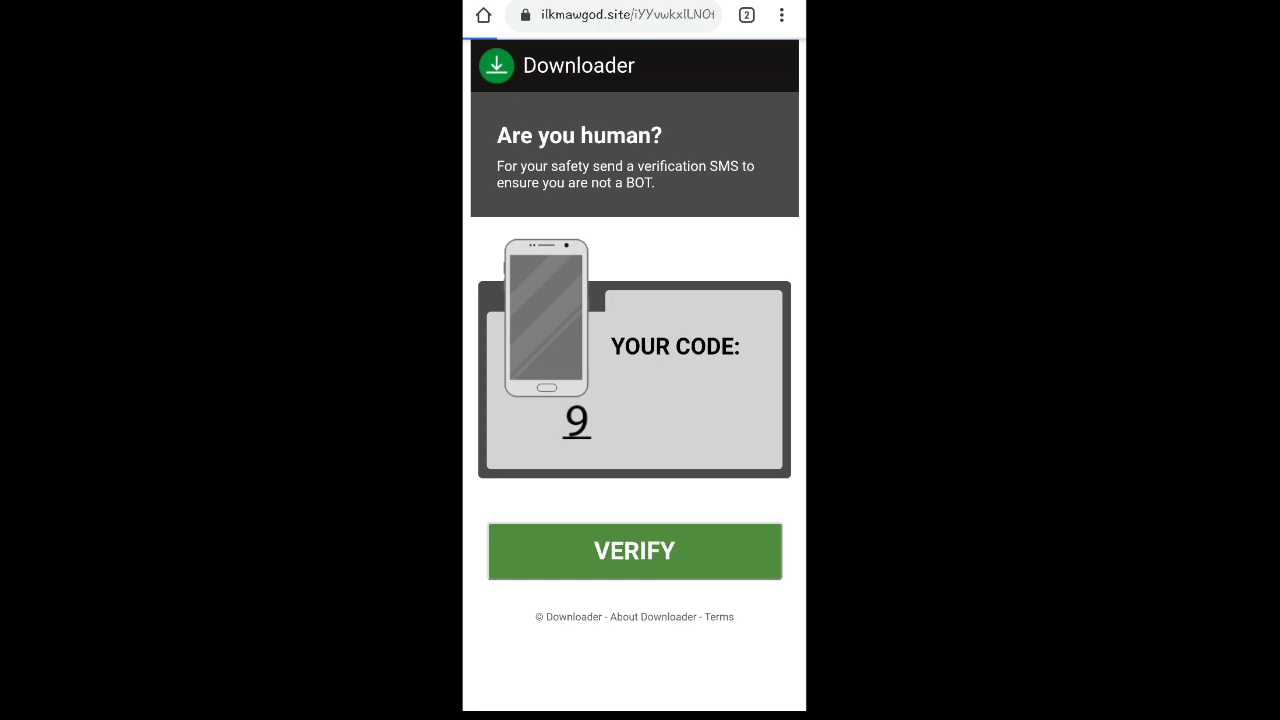 ilkmawgod.site/iYYvwkxlLNO1
2
Downloader
Are you human?
For your safety send a verification SMS to
ensure you are not a BOT.
YOUR CODE:
9
VERIFY
© Downloader - About Downloader - Terms